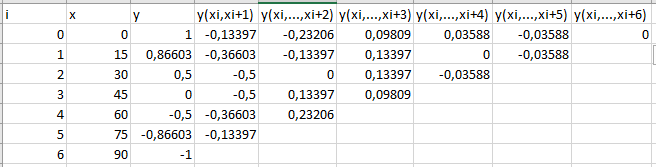 i x y y(xi,xi+1) y(xi,...,xi+2) y(xi,...,xi+3) y(xi,...,xi+4) y(xi,...,xi+5) y(xi,...,xi+6)
0 0 1 -0,13397 -0,23206 0,09809 0,03588 -0,03588 0
1 15 0,86603 -0,36603 -0,13397 0,13397 0 -0,03588
2 30 0,5 -0,5 0 0,13397 -0,03588
3 45 0 -0,5 0,13397 0,09809
4 60 -0,5 -0,36603 0,23206
5 75 -0,86603 -0,13397
6 90 -1